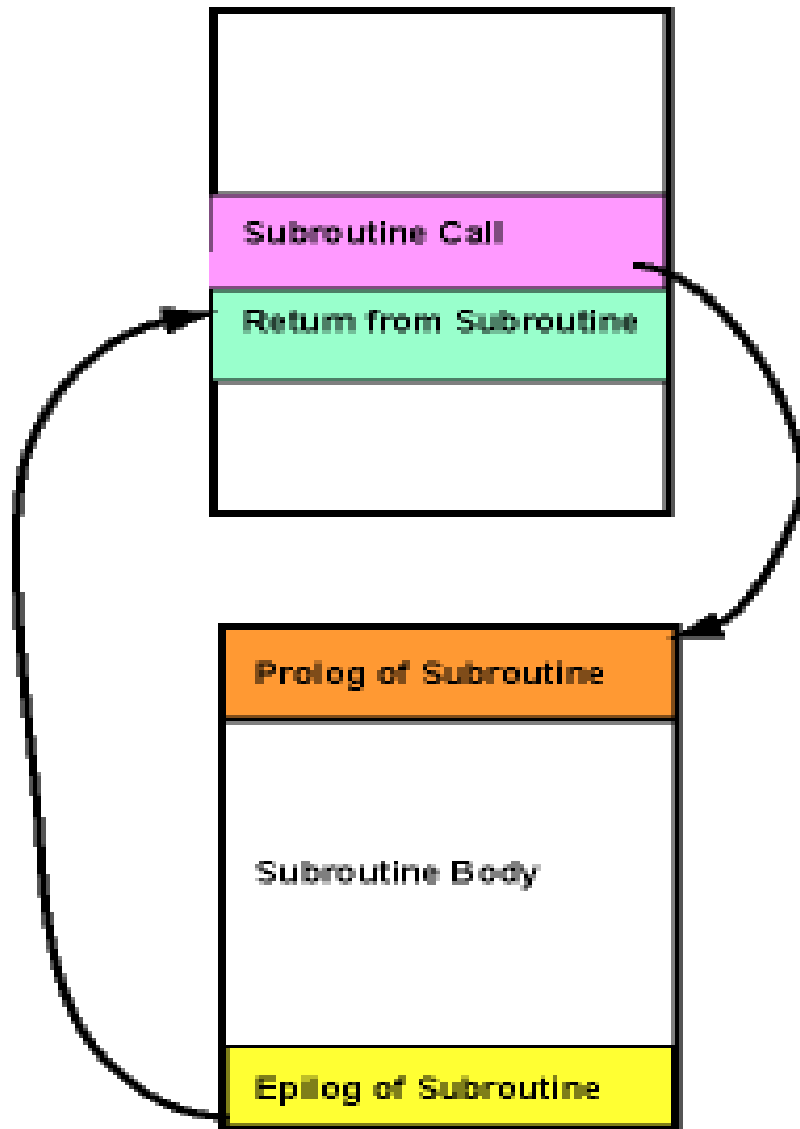 Subroutine Call
Return from Subroutine
Prolog of Subroutine
Subroutine Body
Epilog of Subroutine